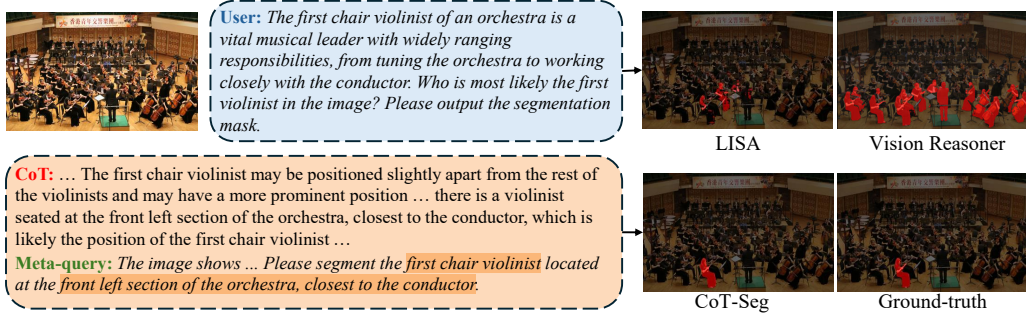 User: The first chair violinist of an orchestra is a
vital musical leader with widely ranging
responsibilities, from tuning the orchestra to working
closely with the conductor. Who is most likely the first
violinist in the image? Please output the segmentation
mask.
LISA
Vision Reasoner
CoT: … The first chair violinist may be positioned slightly apart from the rest of
the violinists and may have a more prominent position … there is a violinist
seated at the front left section of the orchestra, closest to the conductor, which is
likely the position of the first chair violinist …
Meta-query: The image shows ... Please segment the first chair violinist located
at the front left section of the orchestra, closest to the conductor.
CoT-Seg
Ground-truth